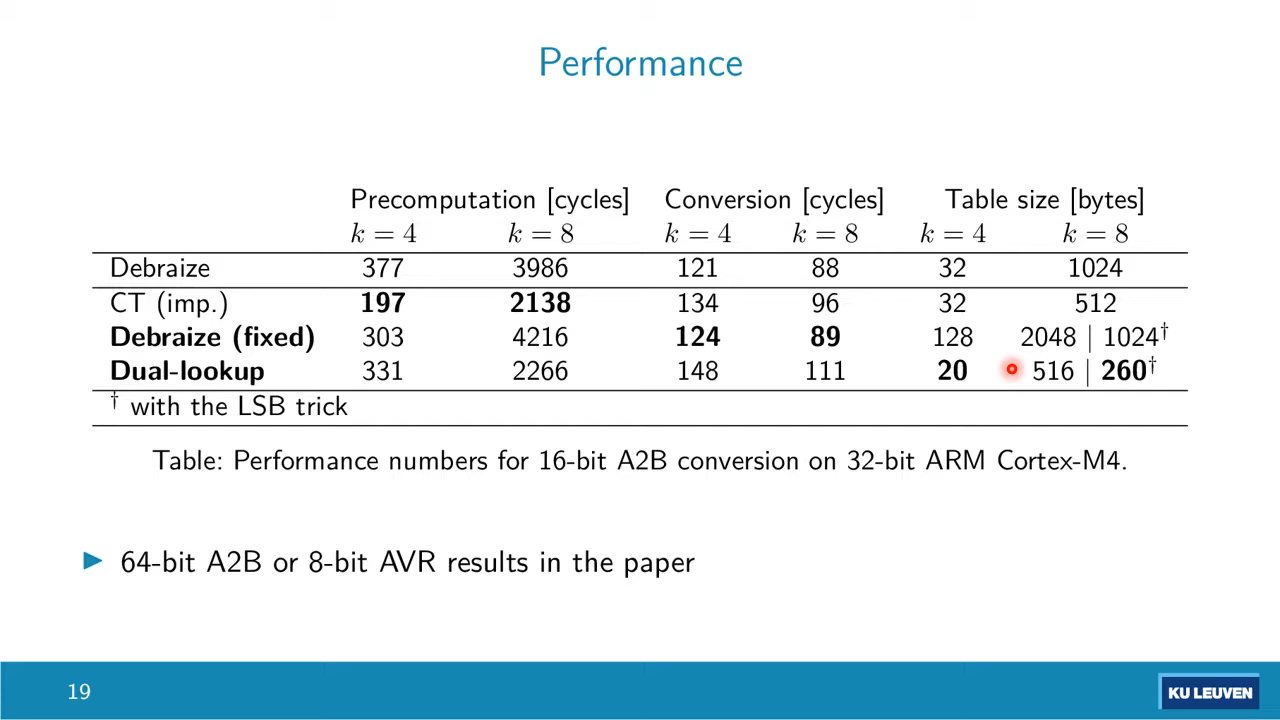 Performance
Precomputation [cycles] Conversion [cycles] Table size [bytes]
k = 4 k = 8 k = 4 k = 8 k = 4 k = 8
Debraize 377 3986 121 88 32 1024
CT (imp.) 197 2138 134 96 32 512
Debraize (fixed) 303 4216 124 89 128 2048 | 1024†
Dual-lookup 331 2266 148 111 20 516 | 260†
† with the LSB trick
Table: Performance numbers for 16-bit A2B conversion on 32-bit ARM Cortex-M4.
▶ 64-bit A2B or 8-bit AVR results in the paper
19
KU LEUVEN